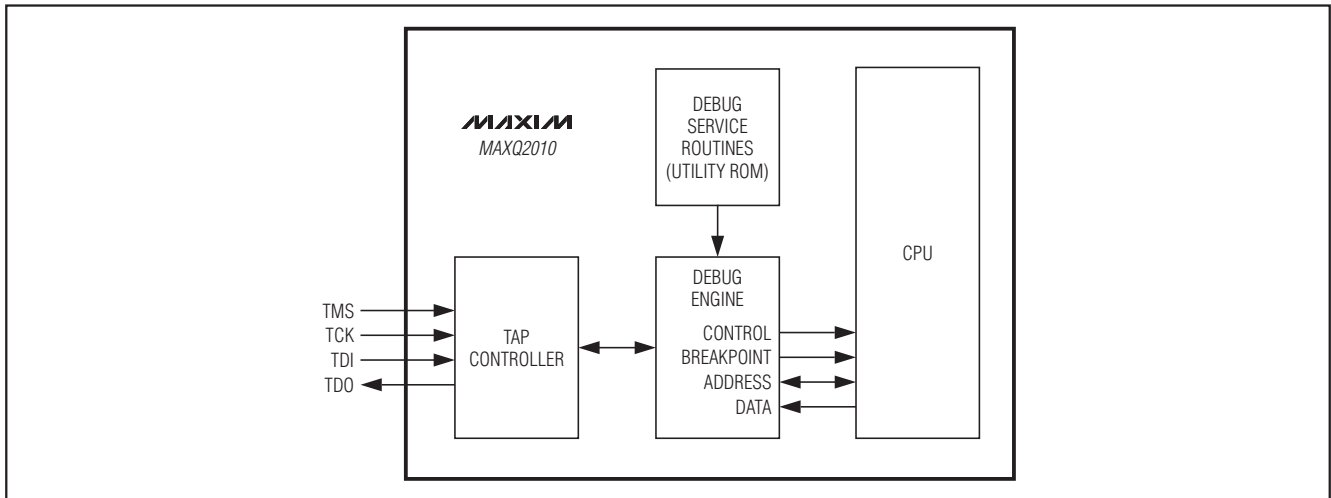 MAXIM
MAXQ2010
DEBUG
SERVICE
ROUTINES
(UTILITY ROM)
CPU
DEBUG
ENGINE
CONTROL
BREAKPOINT
ADDRESS
DATA
TAP
CONTROLLER
TMS
TCK
TDI
TDO